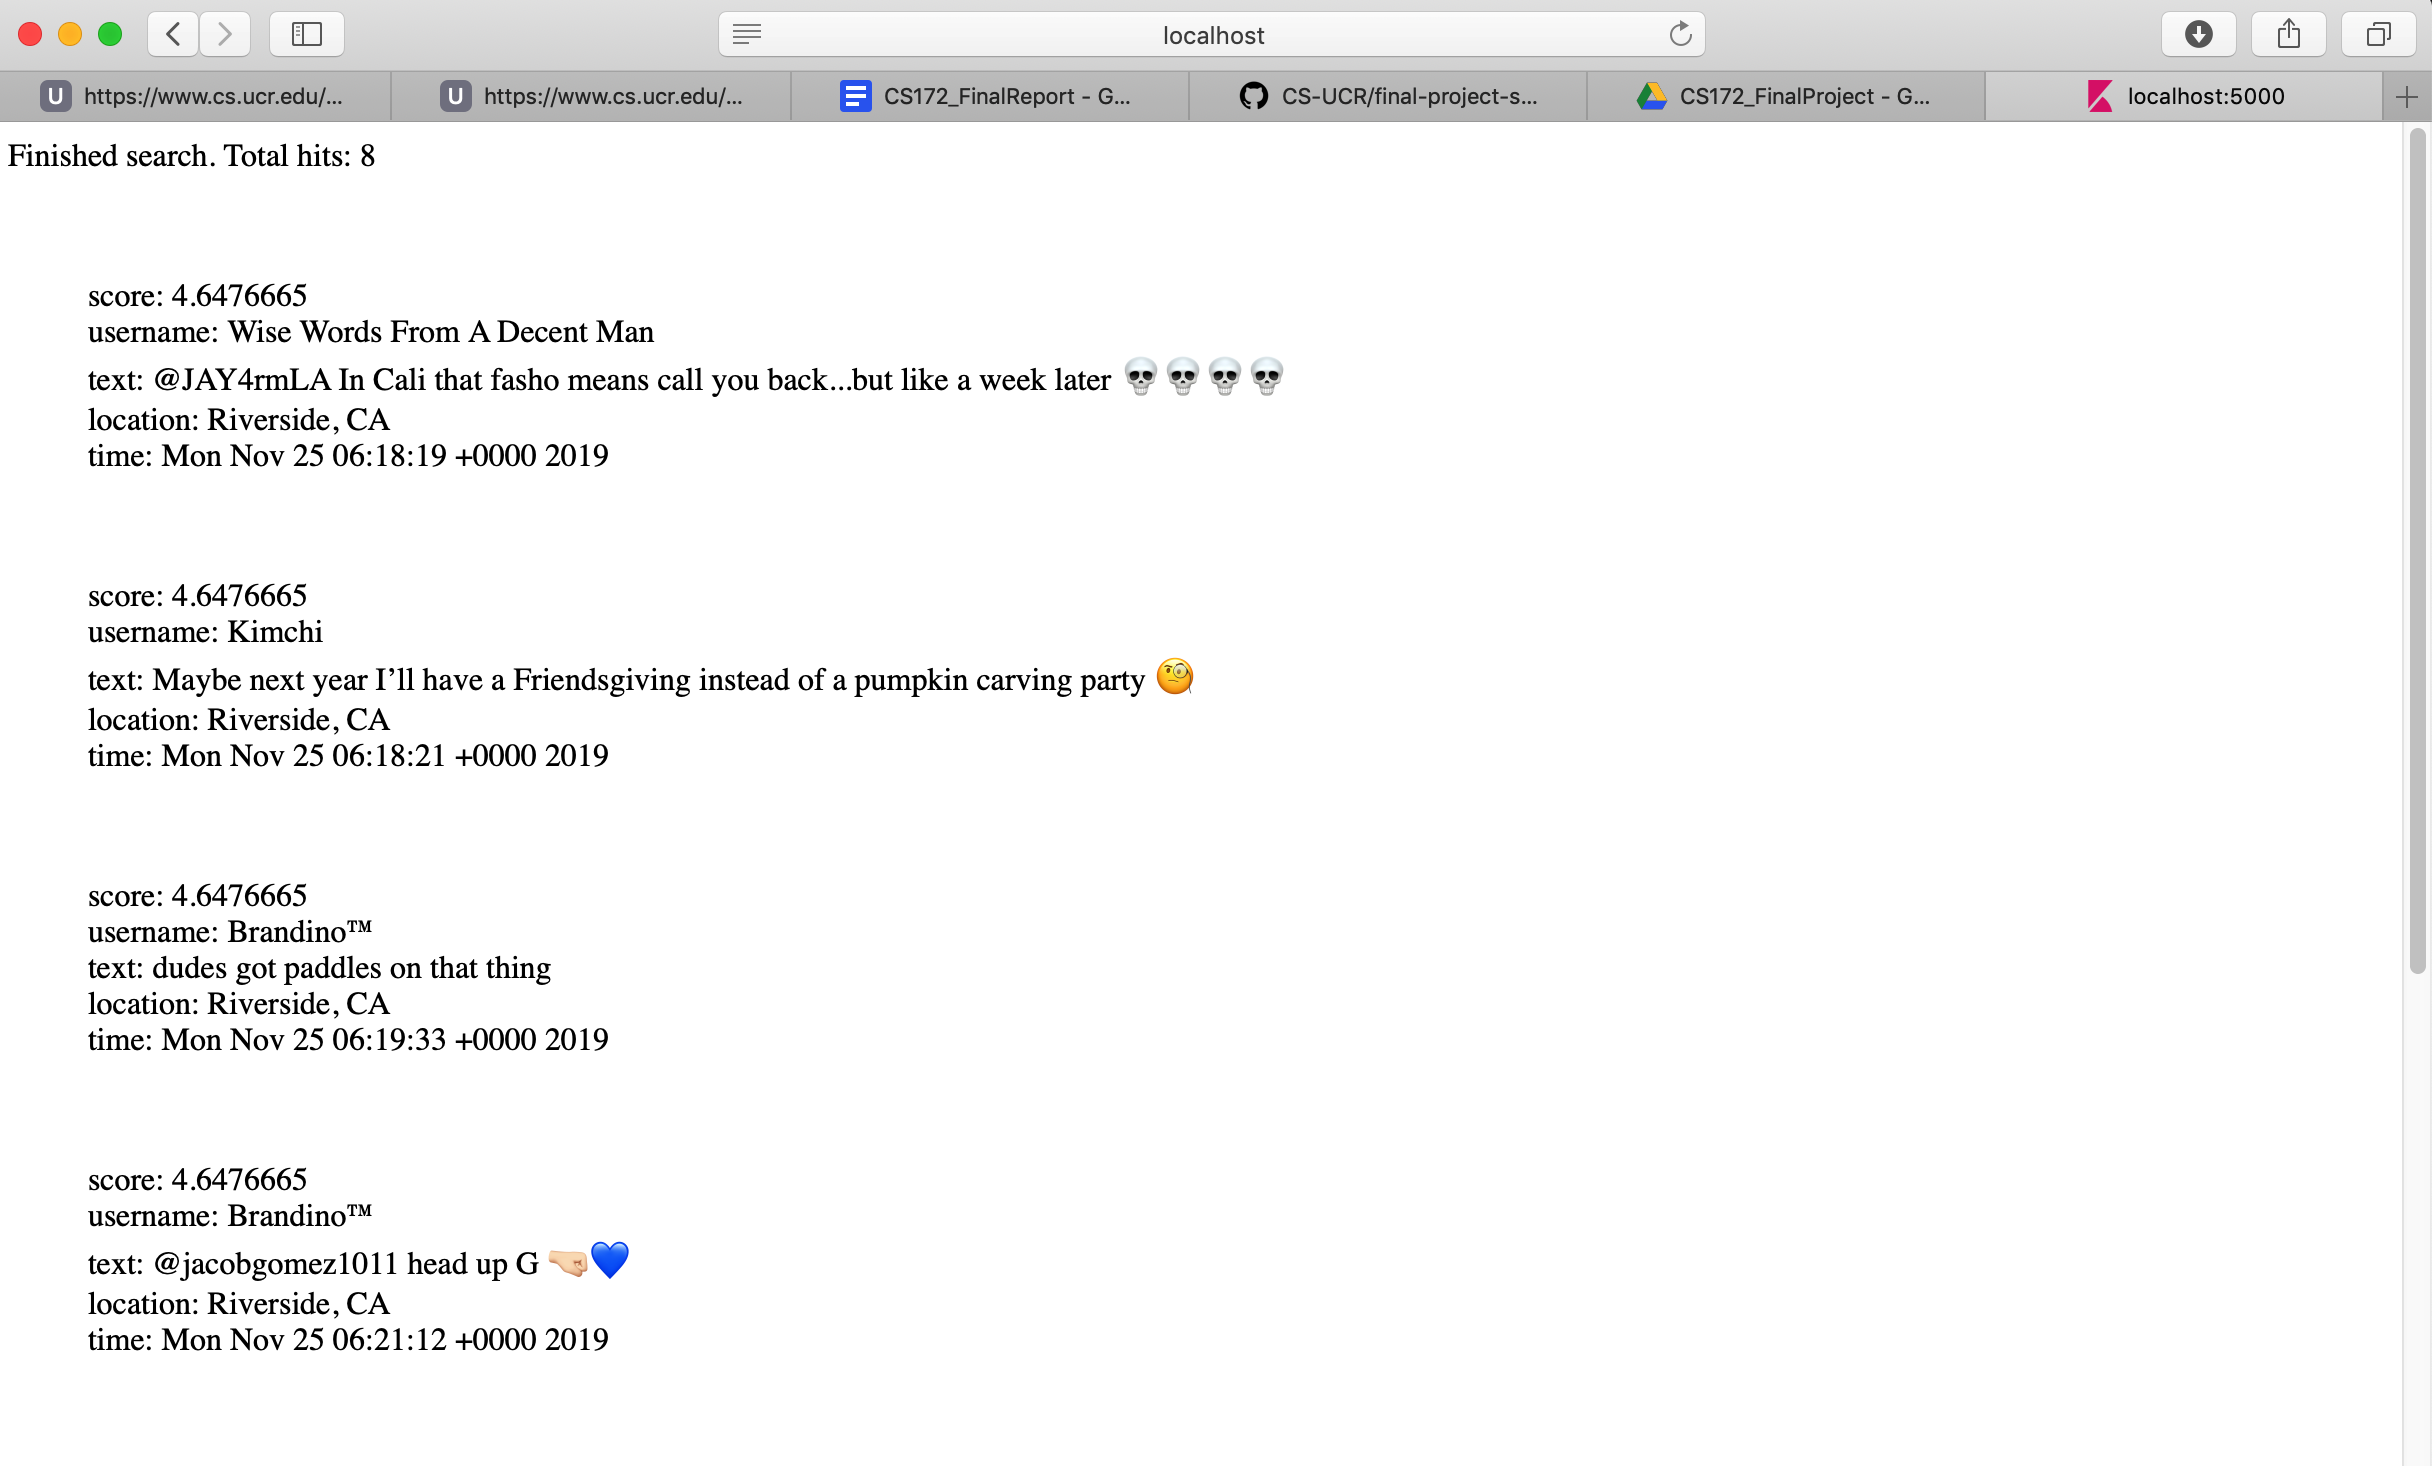 localhost
U https://www.cs.ucr.edu/...
U https://www.cs.ucr.edu/...
CS172_FinalReport - G...
CS-UCR/final-project-s...
CS172_FinalProject - G...
localhost:5000
Finished search. Total hits: 8
score: 4.6476665
username: Wise Words From A Decent Man
text: @JAY4rmLA In Cali that fasho means call you back...but like a week later 💀💀💀💀
location: Riverside, CA
time: Mon Nov 25 06:18:19 +0000 2019
score: 4.6476665
username: Kimchi
text: Maybe next year I’ll have a Friendsgiving instead of a pumpkin carving party 🧐
location: Riverside, CA
time: Mon Nov 25 06:18:21 +0000 2019
score: 4.6476665
username: Brandino™
text: dudes got paddles on that thing
location: Riverside, CA
time: Mon Nov 25 06:19:33 +0000 2019
score: 4.6476665
username: Brandino™
text: @jacobgomez1011 head up G 🤜🏻💙
location: Riverside, CA
time: Mon Nov 25 06:21:12 +0000 2019